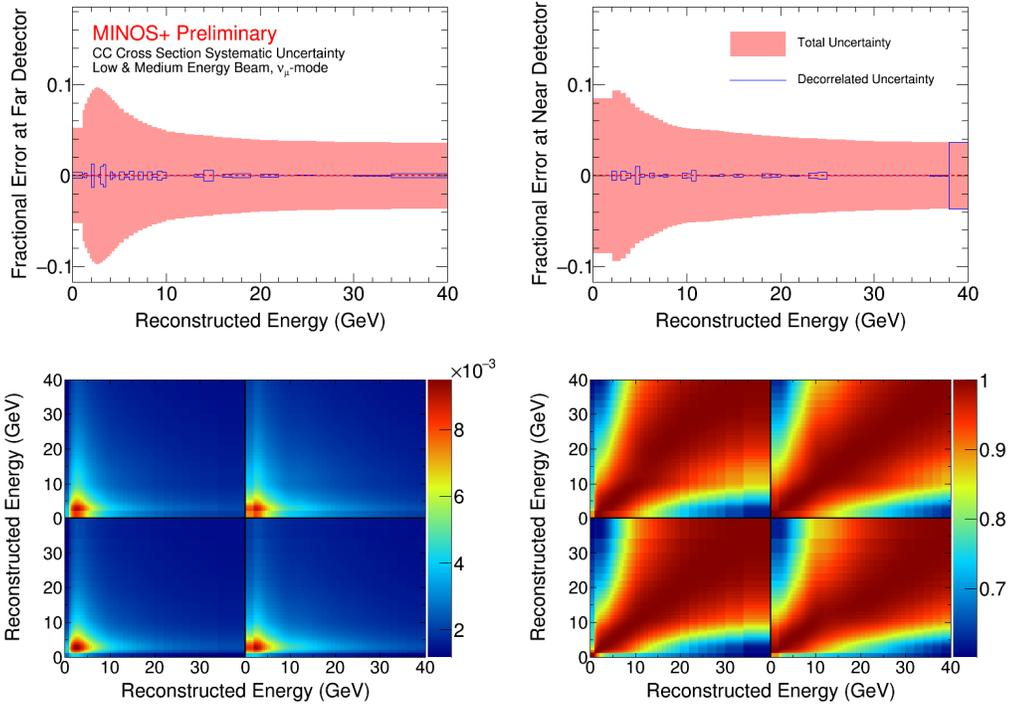 MINOS+ Preliminary
CC Cross Section Systematic Uncertainty
Low & Medium Energy Beam, νμ-mode
Fractional Error at Far Detector
0.1
0
−0.1
0 10 20 30 40
Reconstructed Energy (GeV)
Total Uncertainty
Decorrelated Uncertainty
Fractional Error at Near Detector
0.1
0
−0.1
0 10 20 30 40
Reconstructed Energy (GeV)
×10−3
Reconstructed Energy (GeV)
40
30
20
10
0
Reconstructed Energy (GeV)
30
20
10
0
0 10 20 30 0 10 20 30 40
Reconstructed Energy (GeV)
8
6
4
2
Reconstructed Energy (GeV)
40
30
20
10
0
Reconstructed Energy (GeV)
30
20
10
0
0 10 20 30 0 10 20 30 40
Reconstructed Energy (GeV)
1
0.9
0.8
0.7